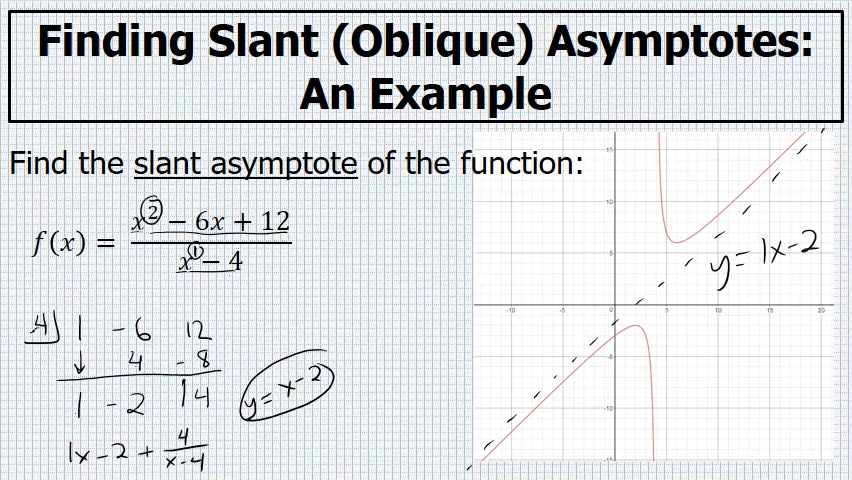 Finding Slant (Oblique) Asymptotes:
An Example
Find the slant asymptote of the function:
f(x) = (x² − 6x + 12)/(x¹ − 4)
4| 1 −6 12
↓ 4 −8
1 −2 |4
1x − 2 + 4/(x − 4)
y = x − 2
y = 1x − 2
15
10
5
-10 -5 0 5 10 15 20
-5
-10
-15